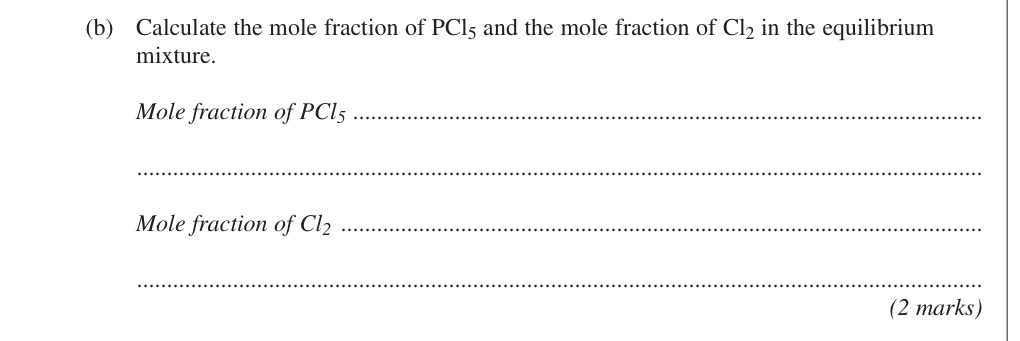 (b) Calculate the mole fraction of PCl5 and the mole fraction of Cl2 in the equilibrium
mixture.
Mole fraction of PCl5 ..........................................................................................................
..............................................................................................................................................
Mole fraction of Cl2 ............................................................................................................
..............................................................................................................................................
(2 marks)